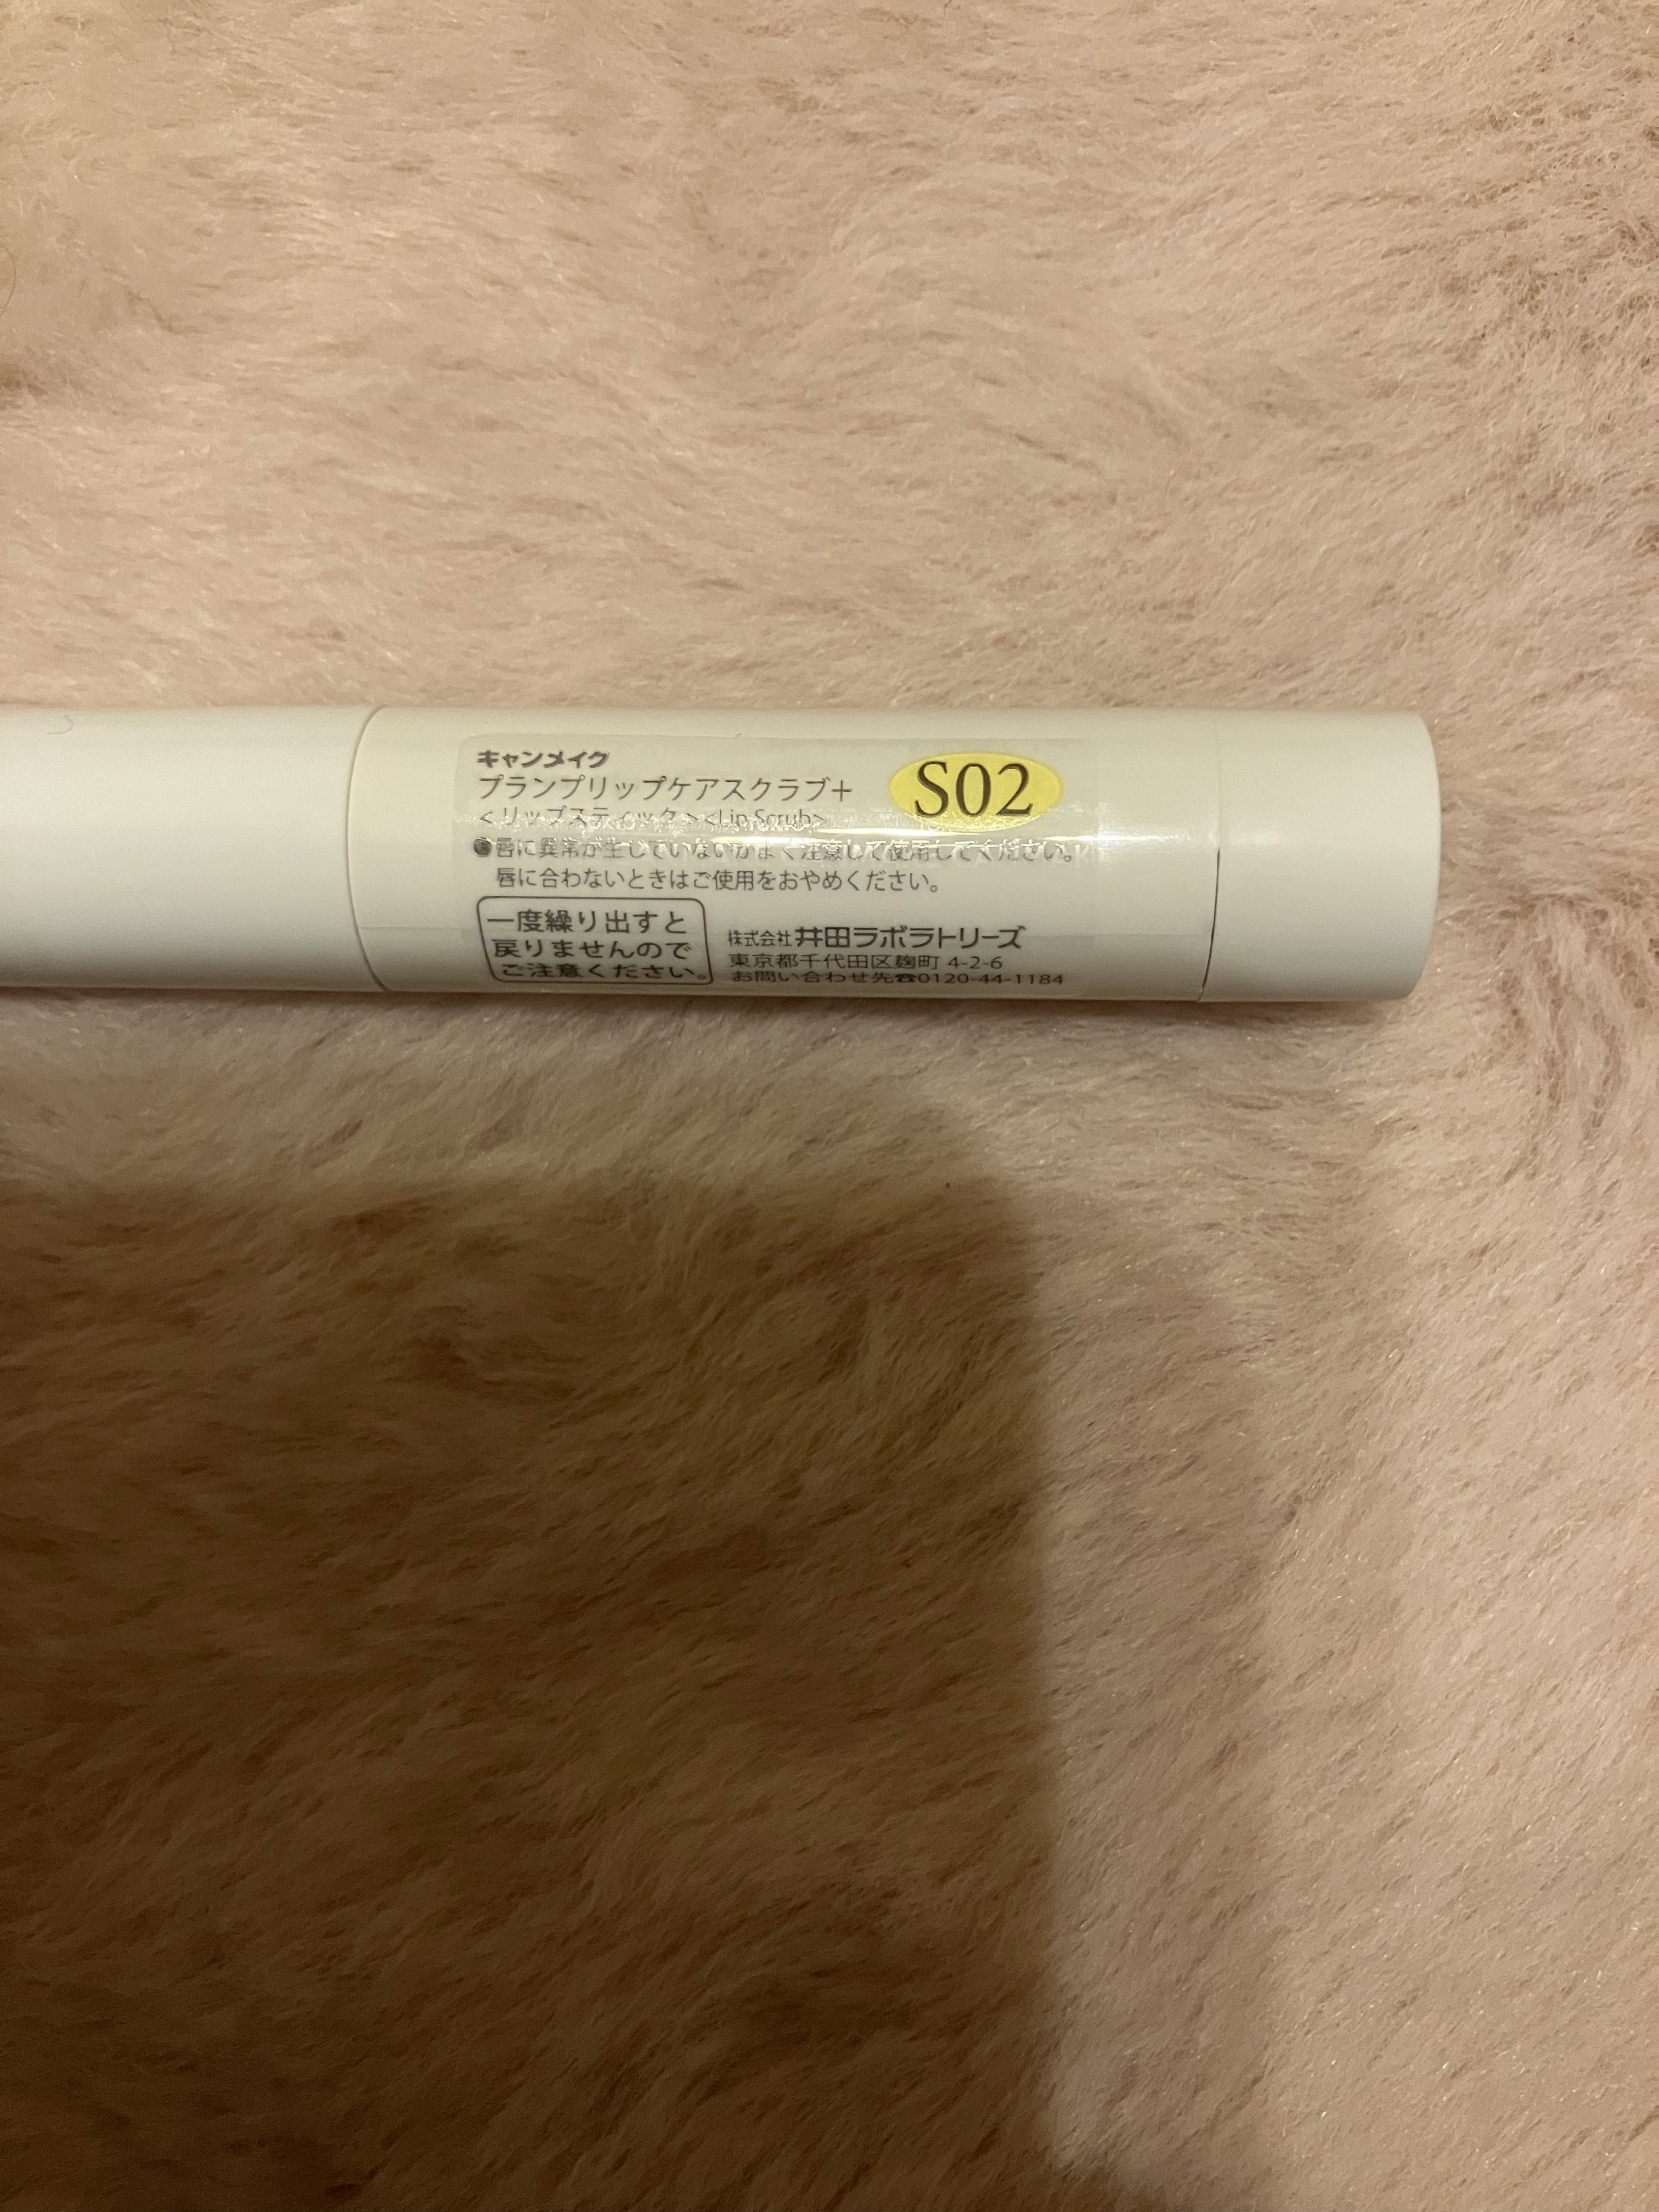 キャンメイク
プランプリップケアスクラブ+
S02
<リップスティック><Lip Scrub>
●唇に異常が生じていないかよく注意して使用してください。
唇に合わないときはご使用をおやめください。
一度繰り出すと
戻りませんので
ご注意ください。
株式会社井田ラボラトリーズ
東京都千代田区麹町 4-2-6
お問い合わせ先☎0120-44-1184